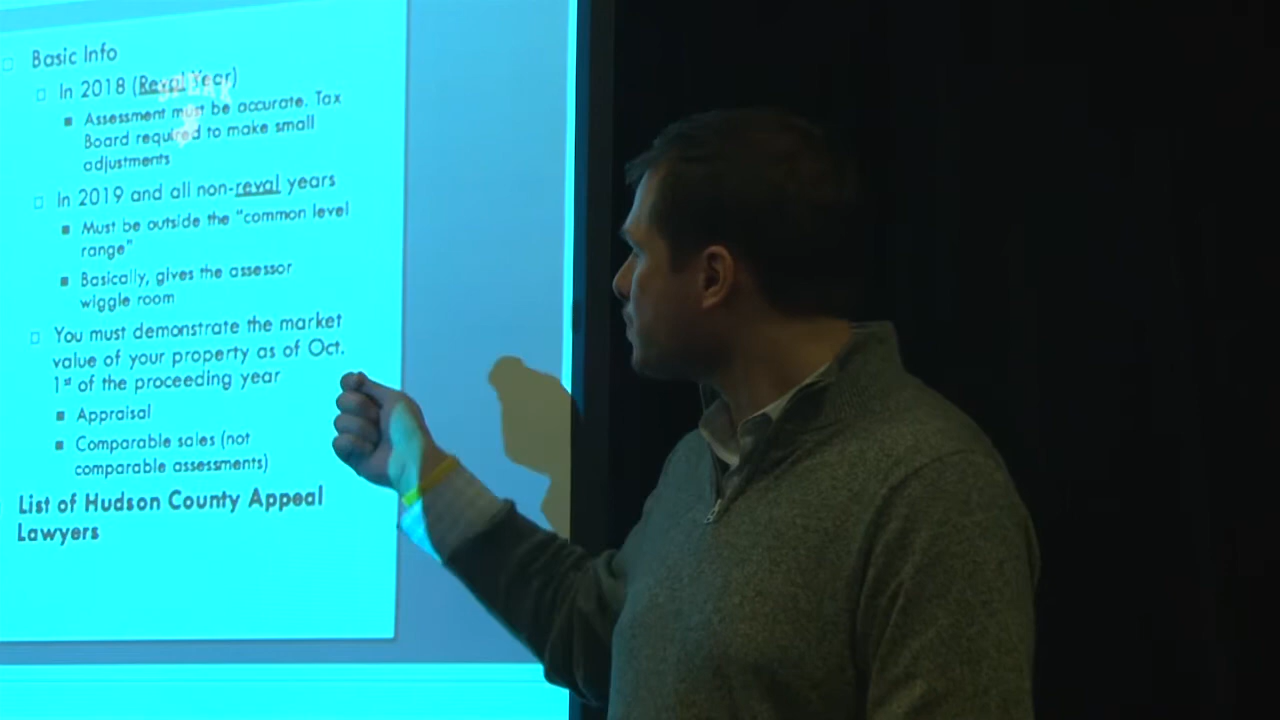 Basic Info
In 2018 (Reval Year)
Assessment must be accurate. Tax
Board required to make small
adjustments
In 2019 and all non-reval years
Must be outside the "common level
range"
Basically, gives the assessor
wiggle room
You must demonstrate the market
value of your property as of Oct.
1st of the proceeding year
Appraisal
Comparable sales (not
comparable assessments)
List of Hudson County Appeal
Lawyers